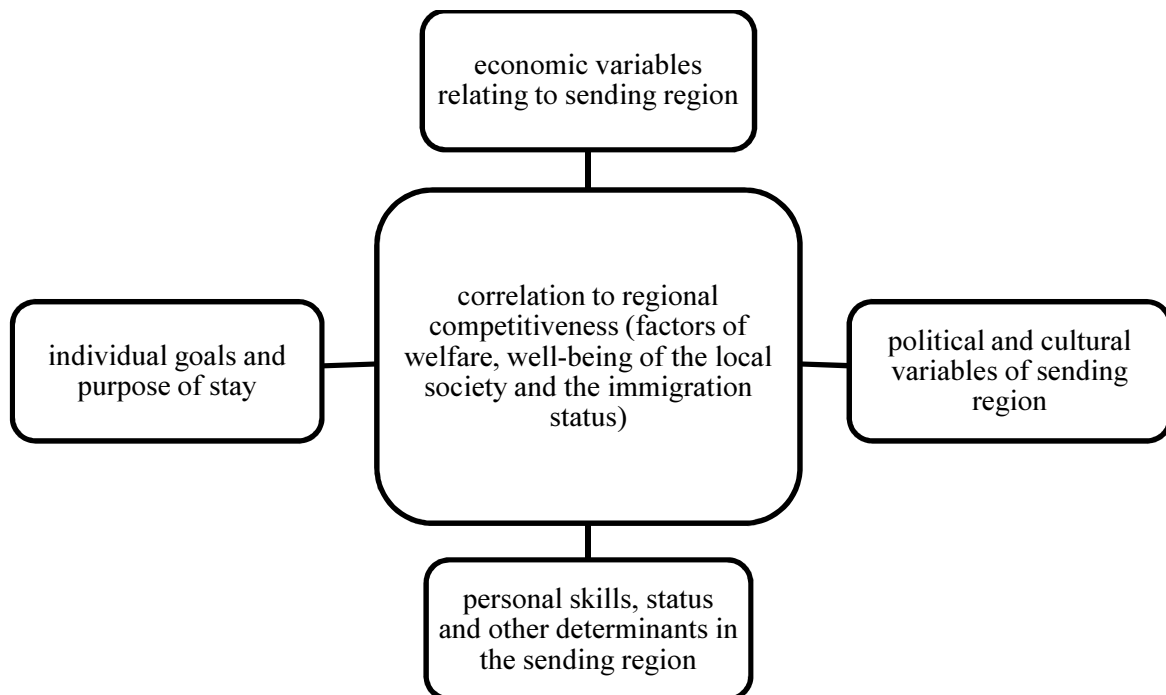 economic variables
relating to sending region
correlation to regional
competitiveness (factors of
welfare, well-being of the local
society and the immigration
status)
individual goals and
purpose of stay
political and cultural
variables of sending
region
personal skills, status
and other determinants in
the sending region